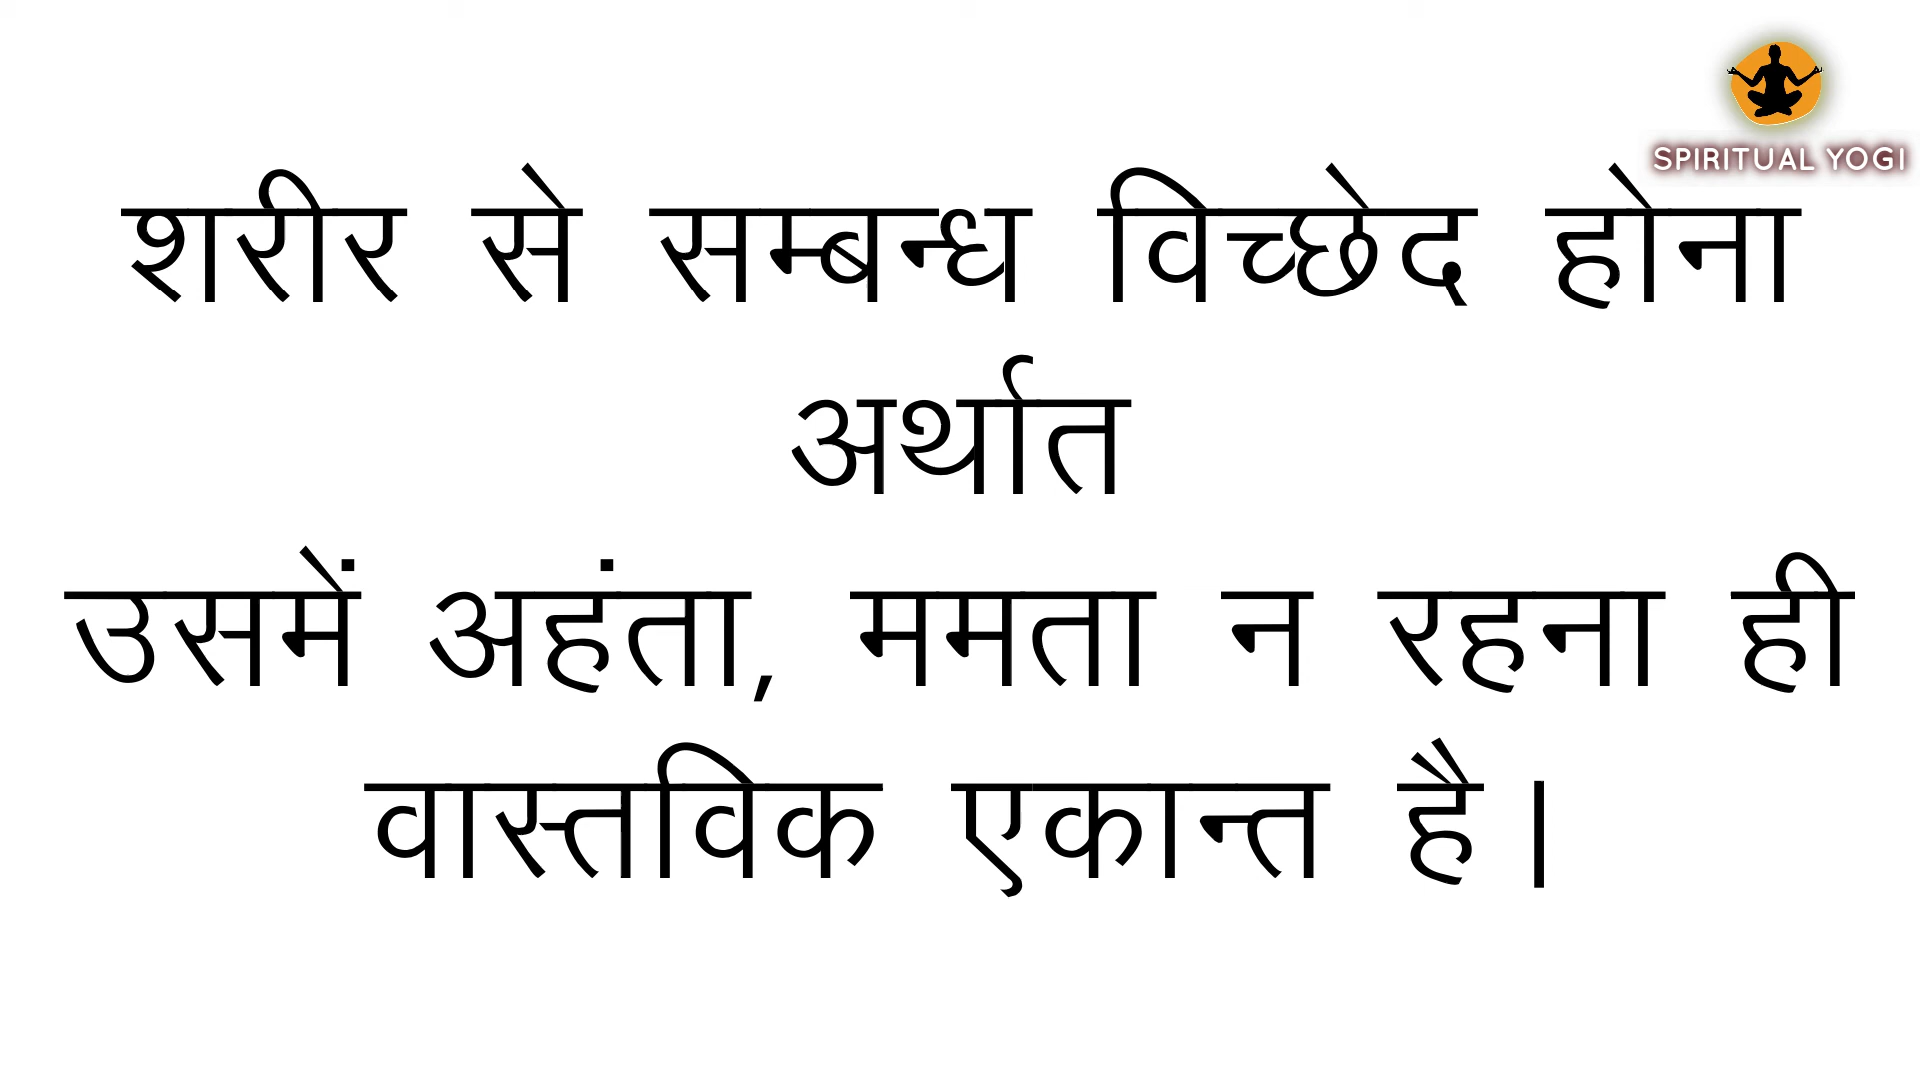 SPIRITUAL YOGI
शरीर से सम्बन्ध विच्छेद होना
अर्थात
उसमें अहंता, ममता न रहना ही
वास्तविक एकान्त है।